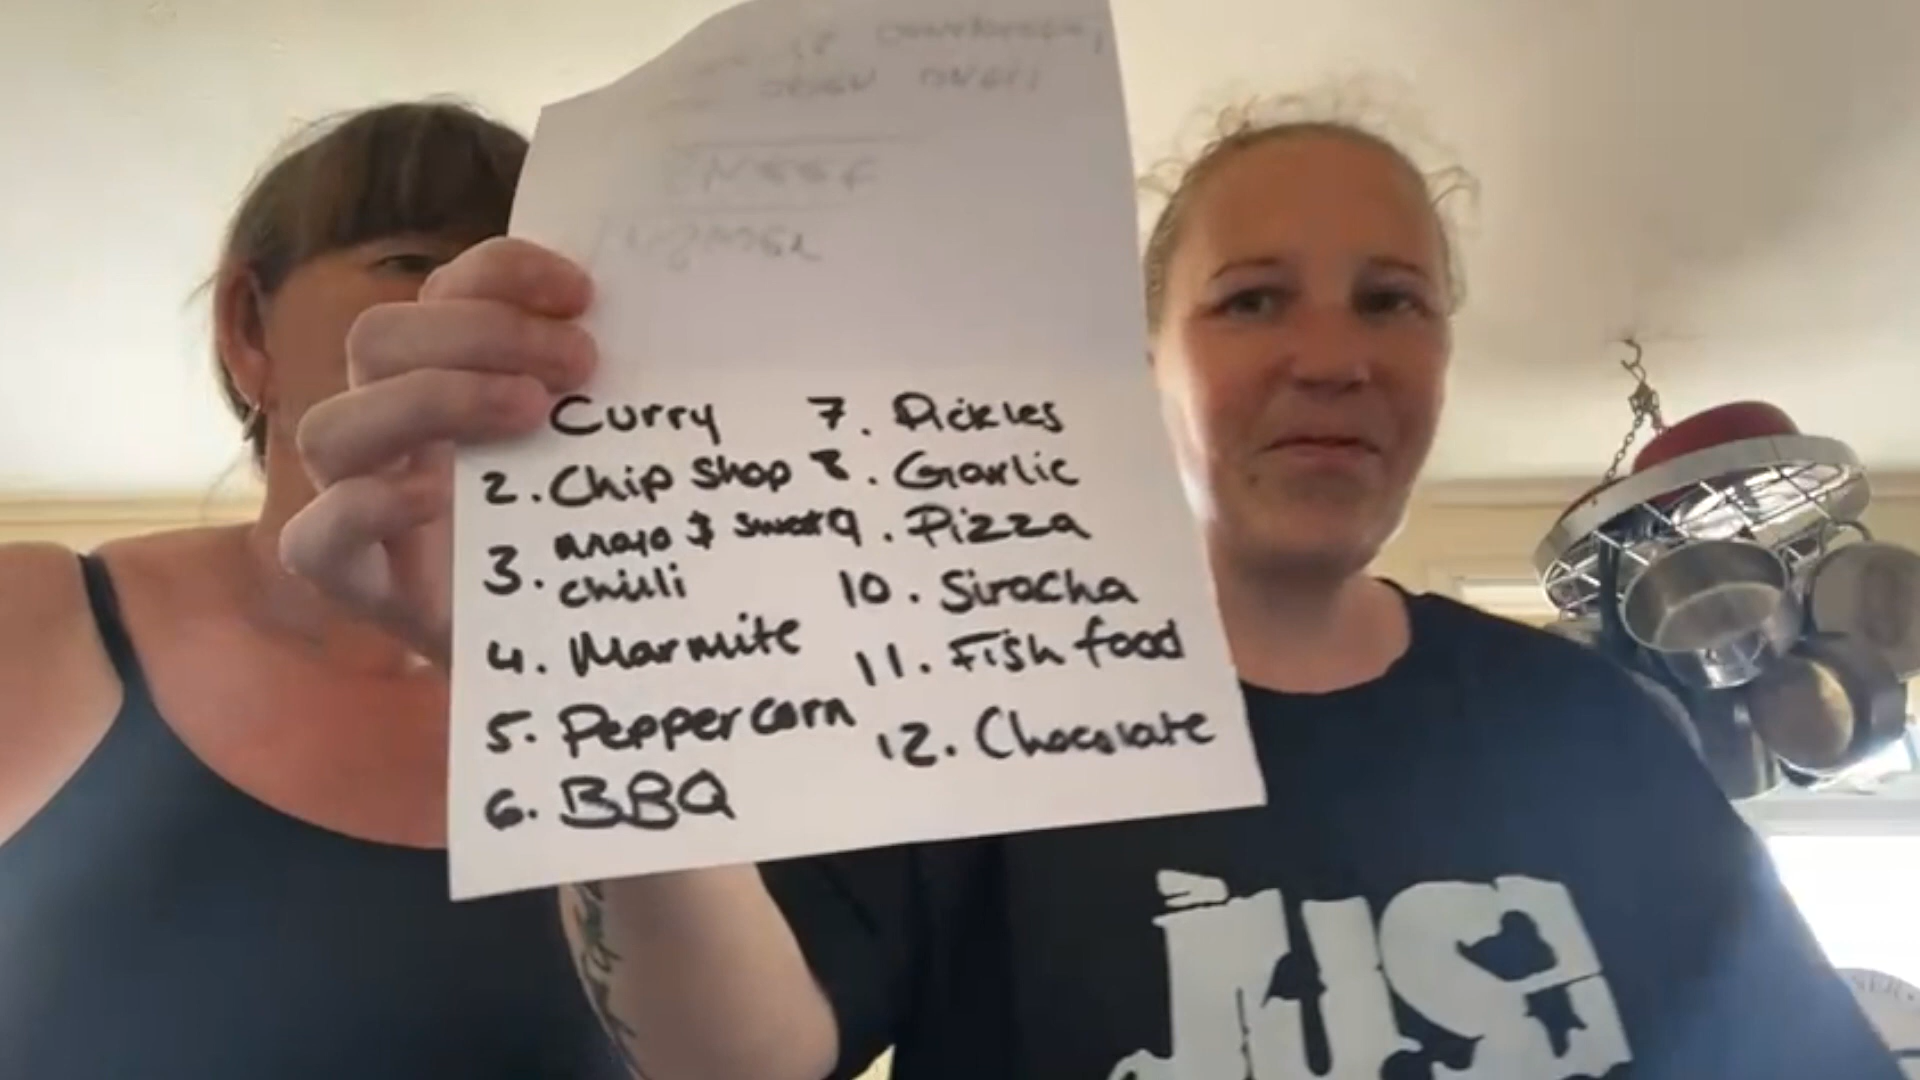 Curry
2. Chip Shop
3. mayo & sweet
chilli
4. Marmite
5. Peppercorn
6. BBQ
7. Pickles
8. Garlic
9. Pizza
10. Siracha
11. Fish food
12. Chocolate
JUS